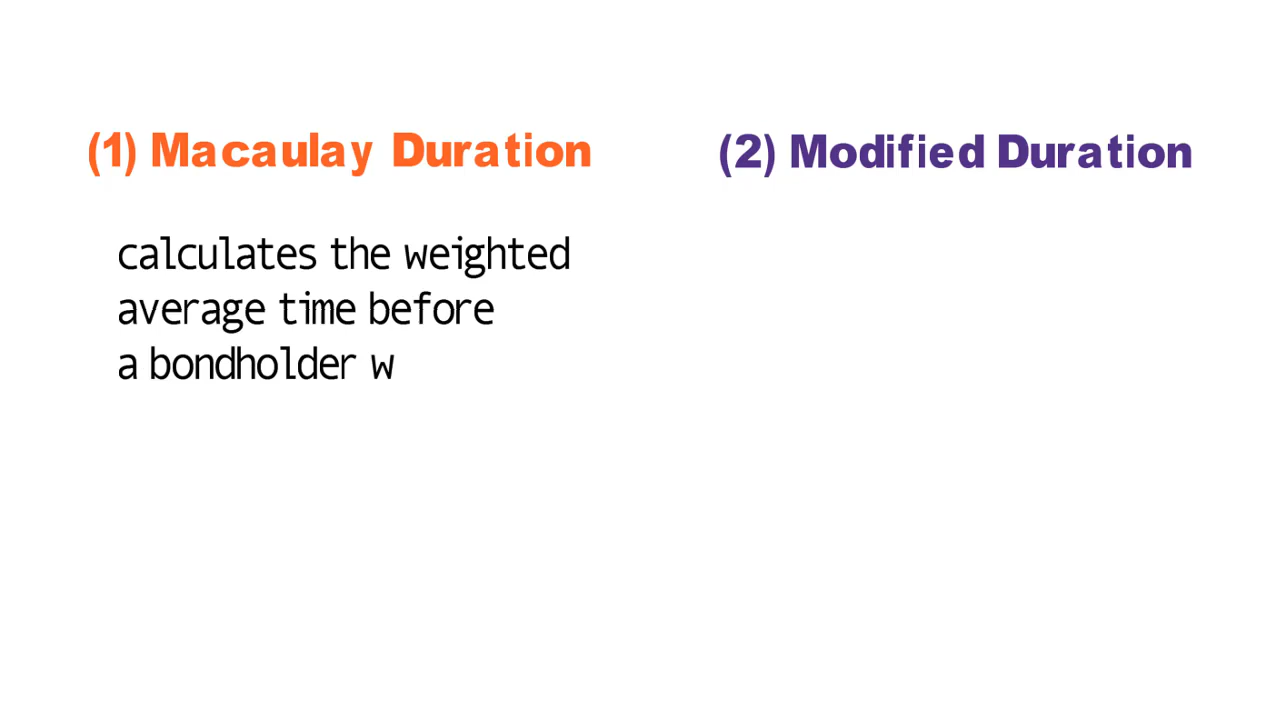 (1) Macaulay Duration
calculates the weighted
average time before
a bondholder w
(2) Modified Duration